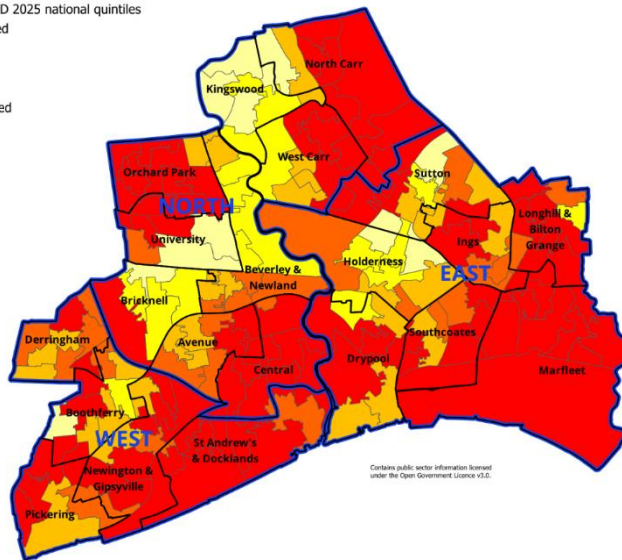 D 2025 national quintiles
ed
ed
North Carr
Kingswood
West Carr
Orchard Park
Sutton
NORTH
Longhill &
Bilton
Grange
University
Ings
Holderness
EAST
Beverley &
Newland
Bricknell
Southcoates
Derringham
Avenue
Drypool
Central
Marfleet
Boothferry
WEST
St Andrew's
& Docklands
Newington &
Gipsyville
Pickering
Contains public sector information licensed
under the Open Government Licence v3.0.